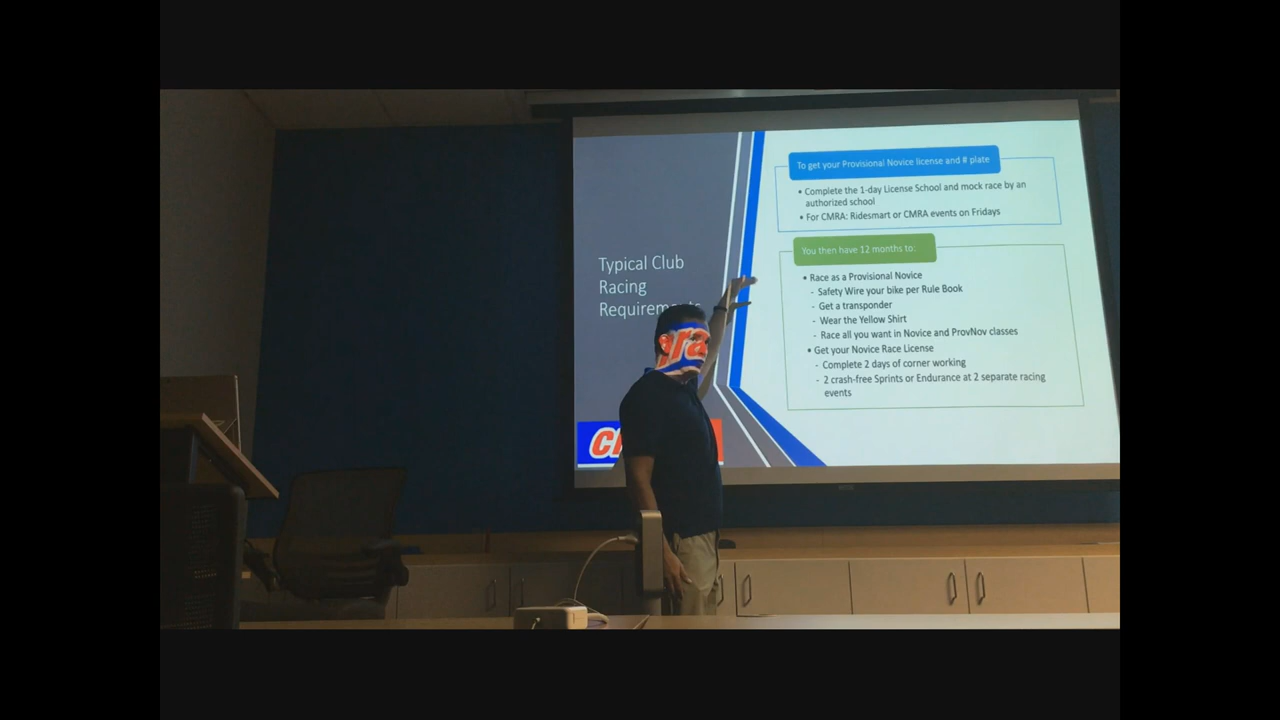 Typical Club
Racing
Requirements
To get your Provisional Novice license and # plate
• Complete the 1-day License School and mock race by an
authorized school
• For CMRA: Ridesmart or CMRA events on Fridays
You then have 12 months to:
• Race as a Provisional Novice
- Safety Wire your bike per Rule Book
- Get a transponder
- Wear the Yellow Shirt
- Race all you want in Novice and ProvNov classes
• Get your Novice Race License
- Complete 2 days of corner working
- 2 crash-free Sprints or Endurance at 2 separate racing
events
ra